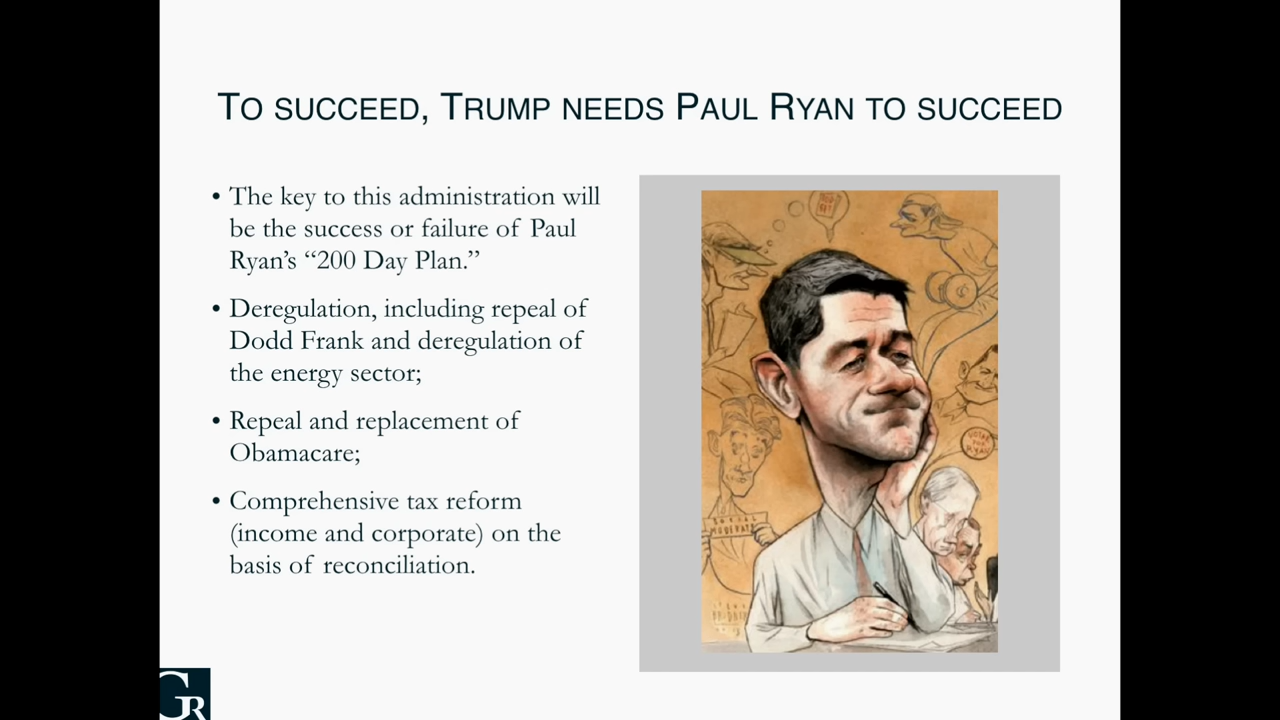 To succeed, Trump needs Paul Ryan to succeed
• The key to this administration will
be the success or failure of Paul
Ryan’s “200 Day Plan.”
• Deregulation, including repeal of
Dodd Frank and deregulation of
the energy sector;
• Repeal and replacement of
Obamacare;
• Comprehensive tax reform
(income and corporate) on the
basis of reconciliation.
GR